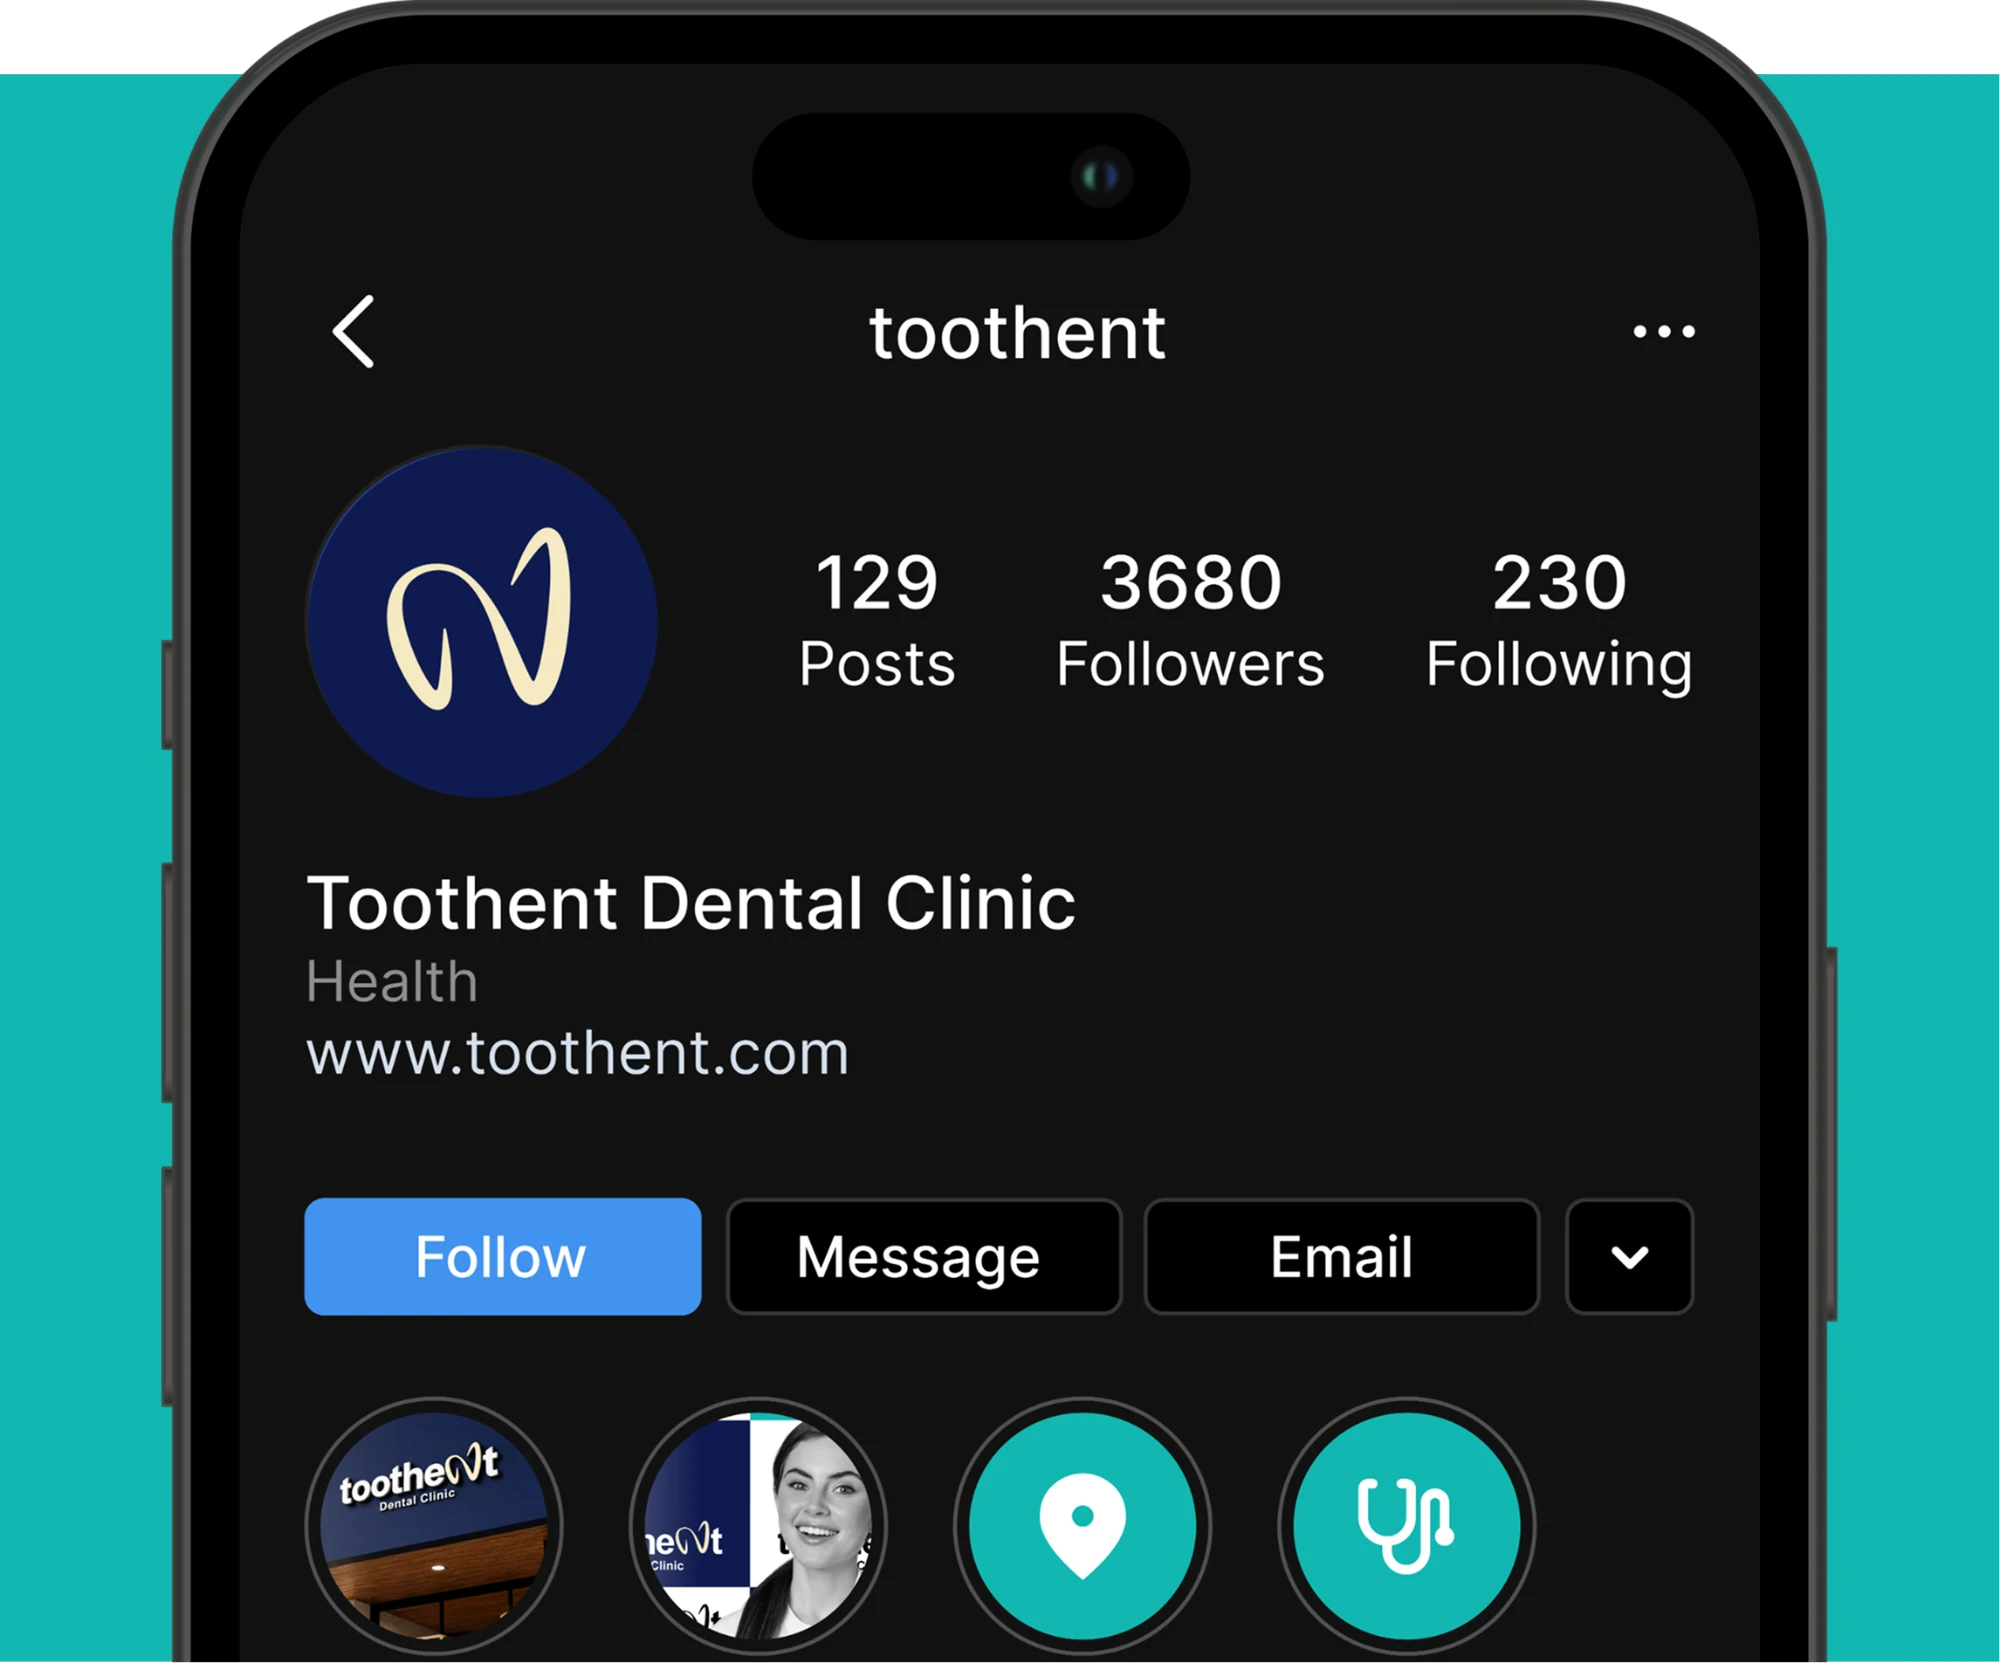 toothent
129 3680 230
Posts Followers Following
Toothent Dental Clinic
Health
www.toothent.com
Follow Message Email
toothent
Dental Clinic
hent
Clinic